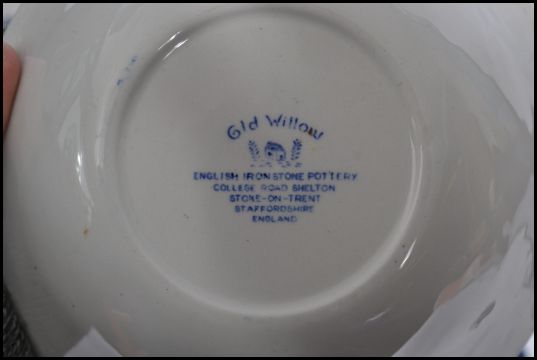 Old Willow
ENGLISH IRONSTONE POTTERY
COLLEGE ROAD SHELTON
STOKE-ON-TRENT
STAFFORDSHIRE
ENGLAND